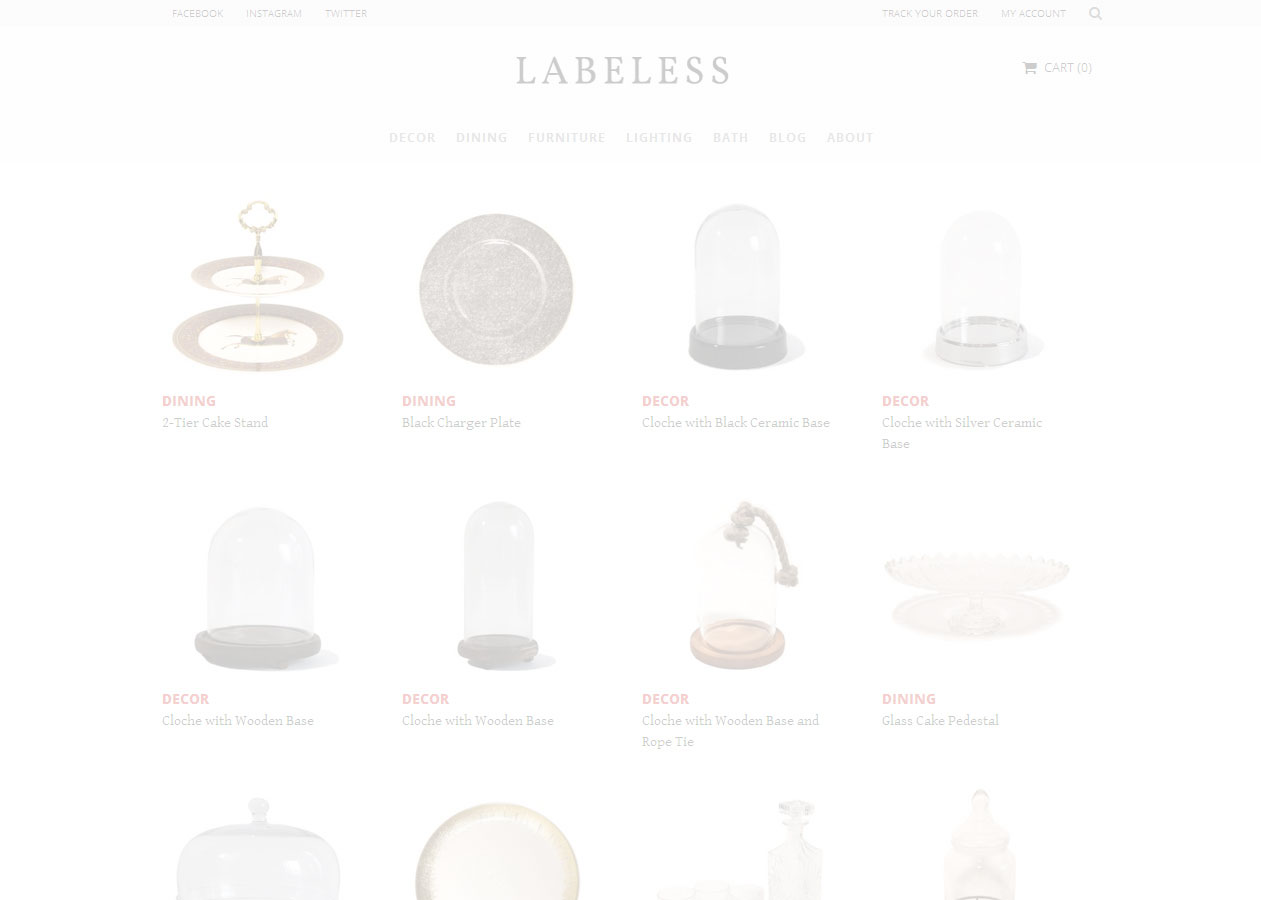 FACEBOOK INSTAGRAM TWITTER TRACK YOUR ORDER MY ACCOUNT
LABELESS
CART (0)
DECOR DINING FURNITURE LIGHTING BATH BLOG ABOUT
DINING
2-Tier Cake Stand
DINING
Black Charger Plate
DECOR
Cloche with Black Ceramic Base
DECOR
Cloche with Silver Ceramic
Base
DECOR
Cloche with Wooden Base
DECOR
Cloche with Wooden Base
DECOR
Cloche with Wooden Base and
Rope Tie
DINING
Glass Cake Pedestal